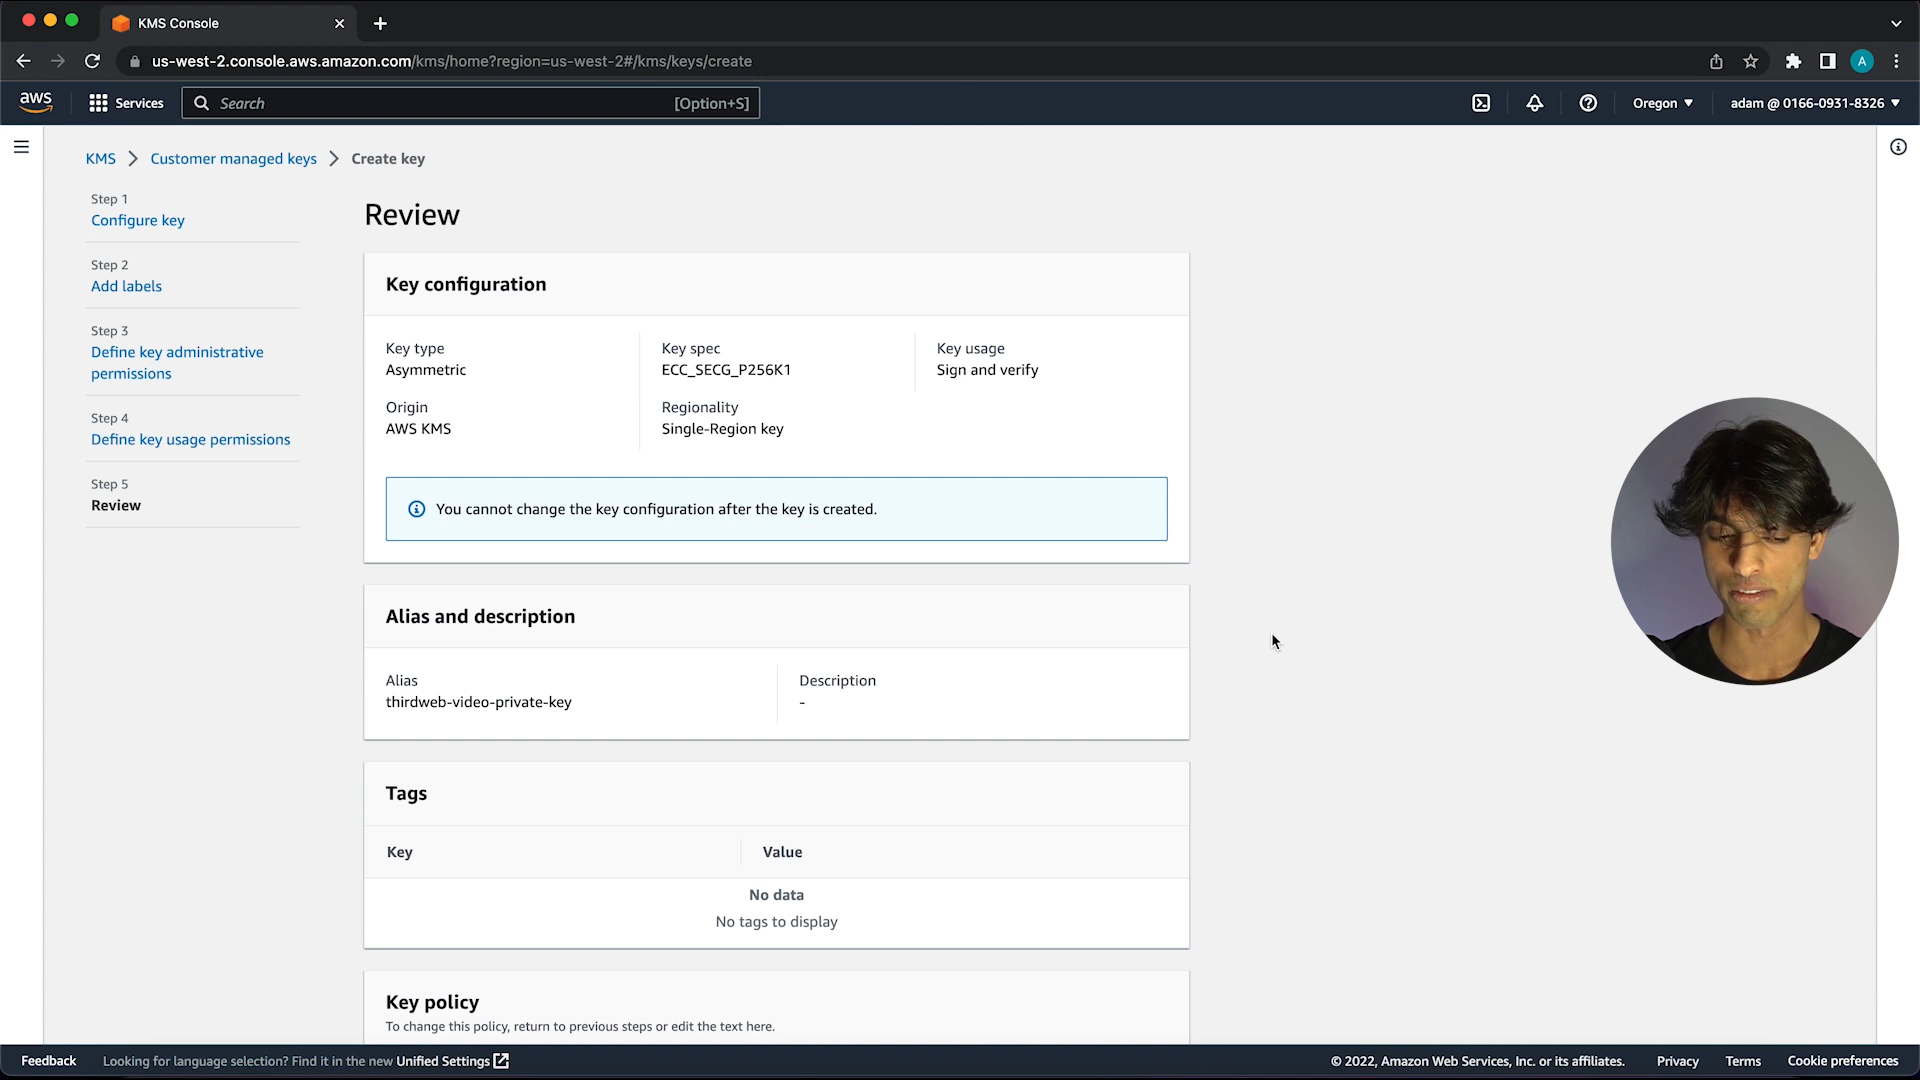 KMS Console
us-west-2.console.aws.amazon.com/kms/home?region=us-west-2#/kms/keys/create
A
aws
Services
Search
[Option+S]
Oregon
adam @ 0166-0931-8326
KMS
Customer managed keys
Create key
Step 1
Configure key
Step 2
Add labels
Step 3
Define key administrative
permissions
Step 4
Define key usage permissions
Step 5
Review
Review
Key configuration
Key type
Asymmetric
Key spec
ECC_SECG_P256K1
Key usage
Sign and verify
Origin
AWS KMS
Regionality
Single-Region key
You cannot change the key configuration after the key is created.
Alias and description
Alias
thirdweb-video-private-key
Description
-
Tags
Key
Value
No data
No tags to display
Key policy
To change this policy, return to previous steps or edit the text here.
Feedback
Looking for language selection? Find it in the new Unified Settings
© 2022, Amazon Web Services, Inc. or its affiliates.
Privacy
Terms
Cookie preferences